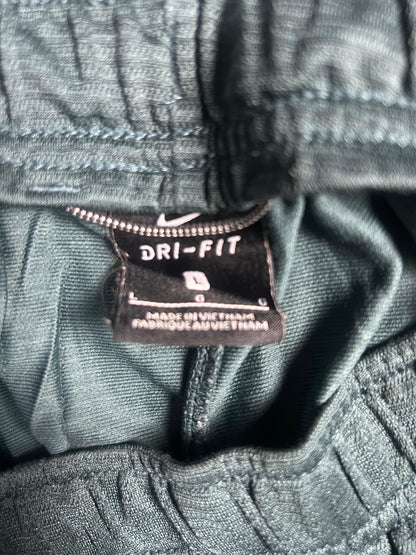 DRI-FIT
L
L G G
MADE IN VIETNAM
FABRIQUE AU VIETNAM